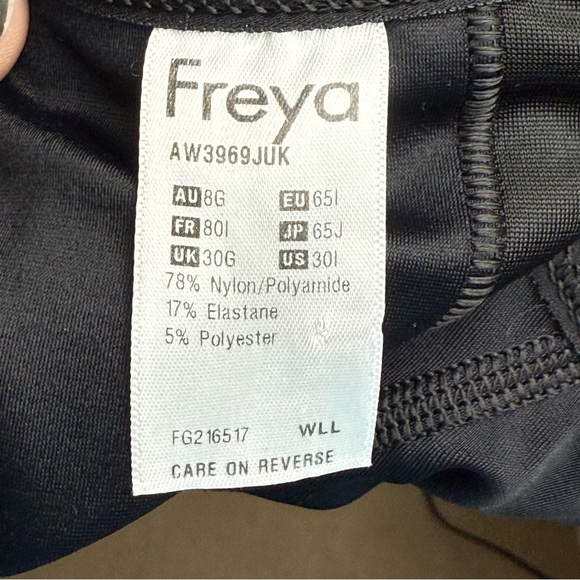 Freya
AW3969JUK
AU 8G EU 65I
FR 80I JP 65J
UK 30G US 30I
78% Nylon/Polyamide
17% Elastane
5% Polyester
FG216517 WLL
CARE ON REVERSE